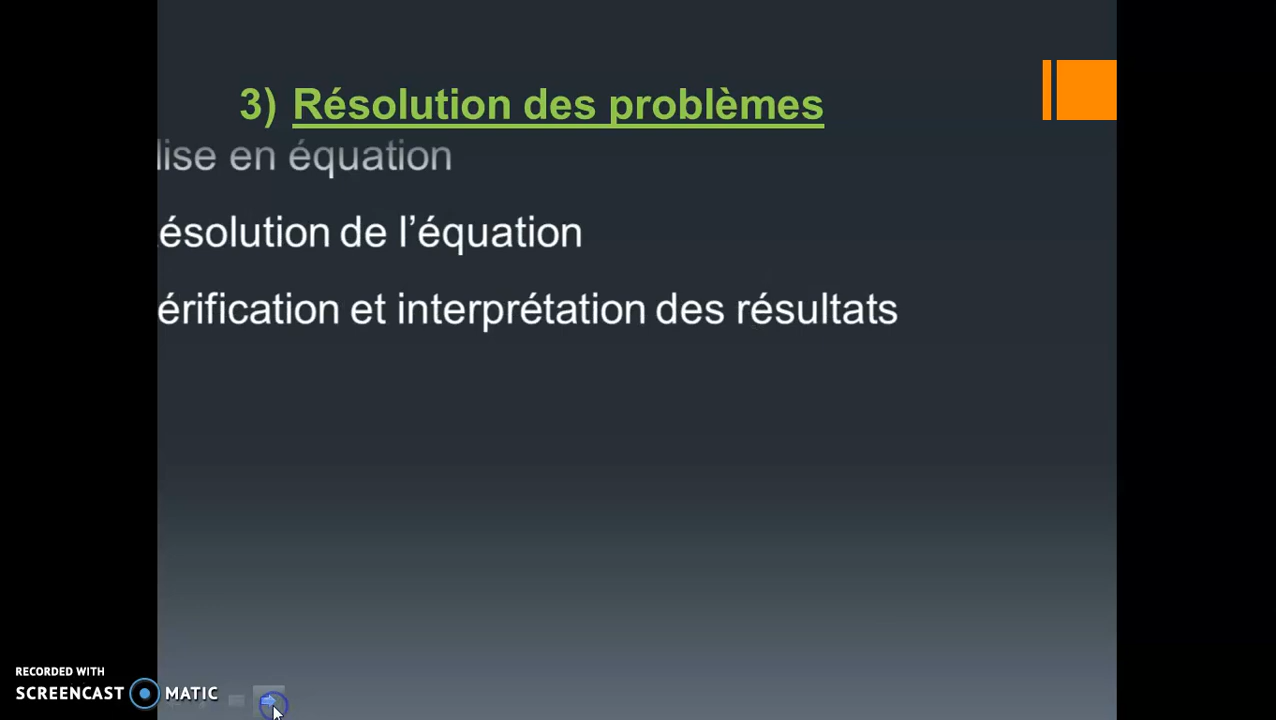 3) Résolution des problèmes
lise en équation
ésolution de l’équation
érification et interprétation des résultats
RECORDED WITH
SCREENCAST MATIC